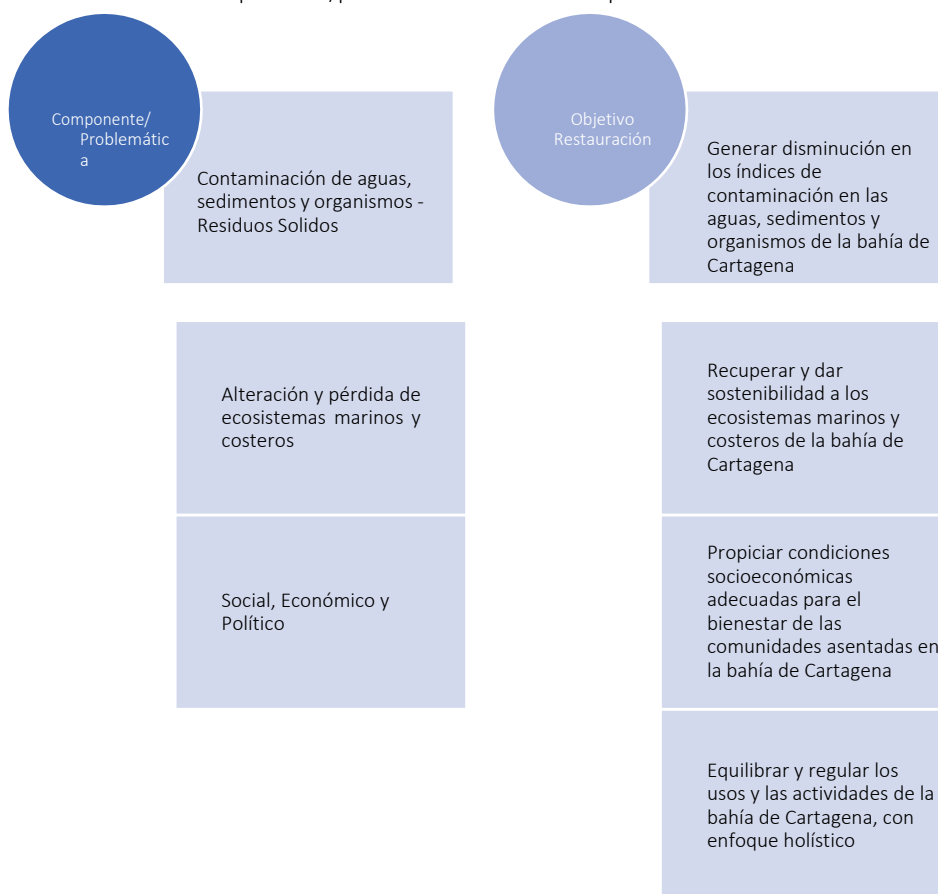 Componente/
Problemátic
a
Contaminación de aguas,
sedimentos y organismos -
Residuos Solidos
Alteración y pérdida de
ecosistemas marinos y
costeros
Social, Económico y
Político
Objetivo
Restauración
Generar disminución en
los índices de
contaminación en las
aguas, sedimentos y
organismos de la bahía de
Cartagena
Recuperar y dar
sostenibilidad a los
ecosistemas marinos y
costeros de la bahía de
Cartagena
Propiciar condiciones
socioeconómicas
adecuadas para el
bienestar de las
comunidades asentadas en
la bahía de Cartagena
Equilibrar y regular los
usos y las actividades de la
bahía de Cartagena, con
enfoque holístico